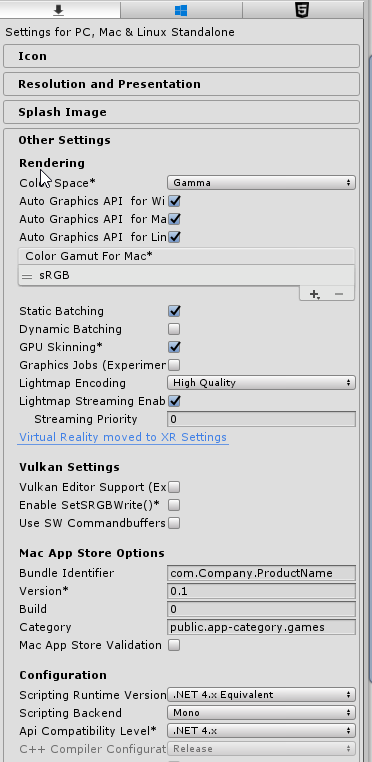 Settings for PC, Mac & Linux Standalone
Icon
Resolution and Presentation
Splash Image
Other Settings
Rendering
Color Space* Gamma
Auto Graphics API for Wi
Auto Graphics API for Ma
Auto Graphics API for Lin
Color Gamut For Mac*
sRGB
Static Batching
Dynamic Batching
GPU Skinning*
Graphics Jobs (Experimen
Lightmap Encoding High Quality
Lightmap Streaming Enab
Streaming Priority 0
Virtual Reality moved to XR Settings
Vulkan Settings
Vulkan Editor Support (Ex
Enable SetSRGBWrite()*
Use SW Commandbuffers
Mac App Store Options
Bundle Identifier com.Company.ProductName
Version* 0.1
Build 0
Category public.app-category.games
Mac App Store Validation
Configuration
Scripting Runtime Version .NET 4.x Equivalent
Scripting Backend Mono
Api Compatibility Level* .NET 4.x
C++ Compiler Configurat Release